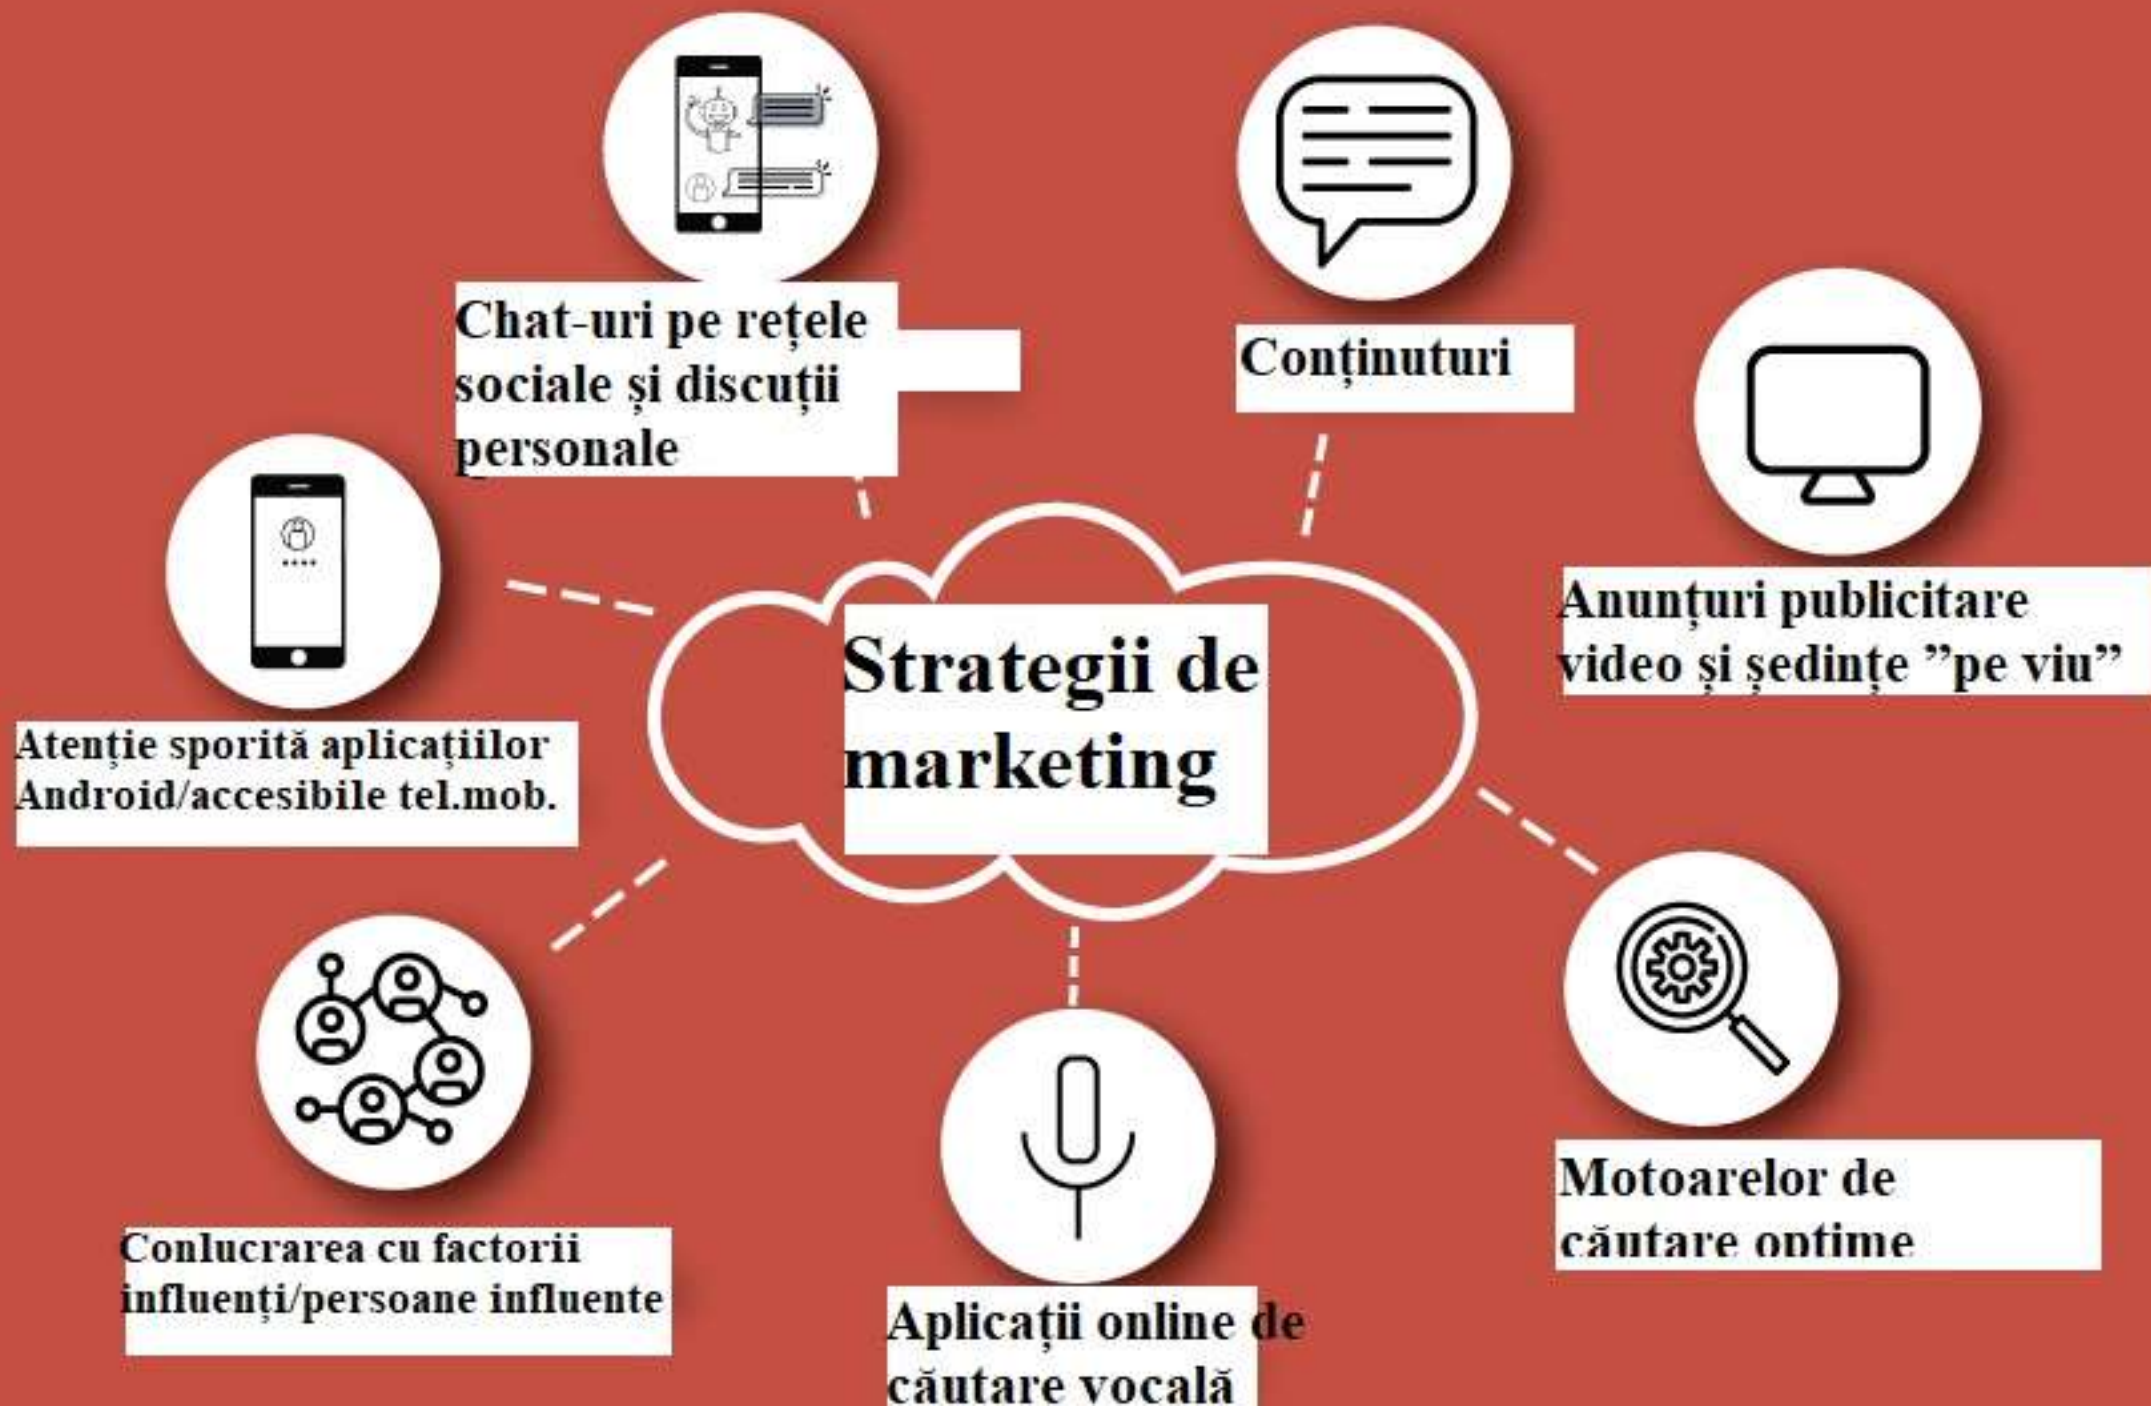 Chat-uri pe rețele
sociale și discuții
personale
Conținuturi
Anunțuri publicitare
video și ședințe ”pe viu”
Strategii de
marketing
Atenție sporită aplicațiilor
Android/accesibile tel.mob.
Motoarelor de
căutare optime
Conlucrarea cu factorii
influenți/persoane influente
Aplicații online de
căutare vocală